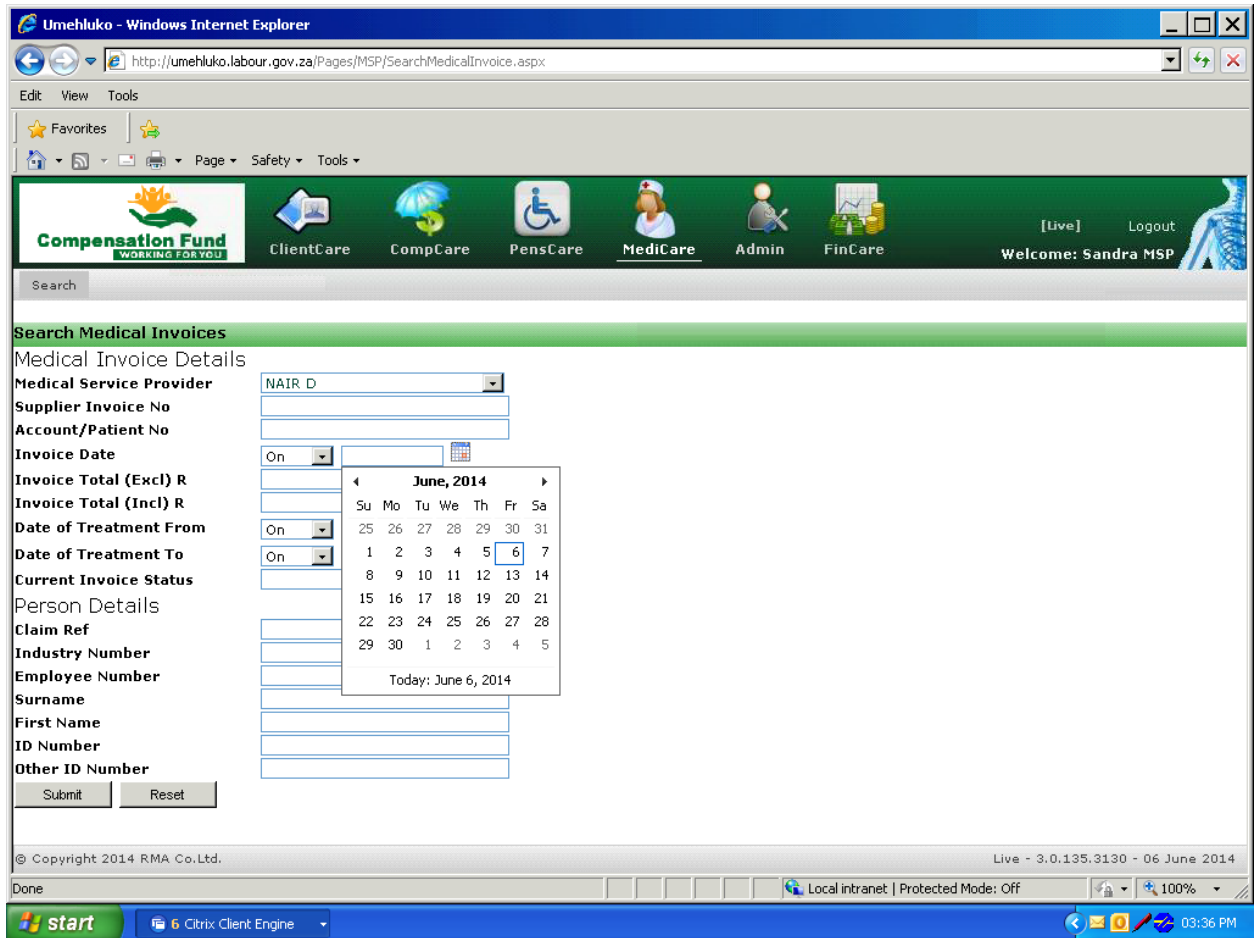 Umehluko - Windows Internet Explorer
http://umehluko.labour.gov.za/Pages/MSP/SearchMedicalInvoice.aspx
Edit View Tools
Favorites
Page Safety Tools
Compensation Fund
WORKING FOR YOU
ClientCare CompCare PensCare MediCare Admin FinCare
[Live] Logout
Welcome: Sandra MSP
Search
Search Medical Invoices
Medical Invoice Details
Medical Service Provider NAIR D
Supplier Invoice No
Account/Patient No
Invoice Date On
Invoice Total (Excl) R
Invoice Total (Incl) R
Date of Treatment From On
Date of Treatment To On
Current Invoice Status
June, 2014
Su Mo Tu We Th Fr Sa
25 26 27 28 29 30 31
1 2 3 4 5 6 7
8 9 10 11 12 13 14
15 16 17 18 19 20 21
22 23 24 25 26 27 28
29 30 1 2 3 4 5
Today: June 6, 2014
Person Details
Claim Ref
Industry Number
Employee Number
Surname
First Name
ID Number
Other ID Number
Submit Reset
© Copyright 2014 RMA Co.Ltd.
Live - 3.0.135.3130 - 06 June 2014
Done
Local intranet | Protected Mode: Off
100%
start
6 Citrix Client Engine
03:36 PM